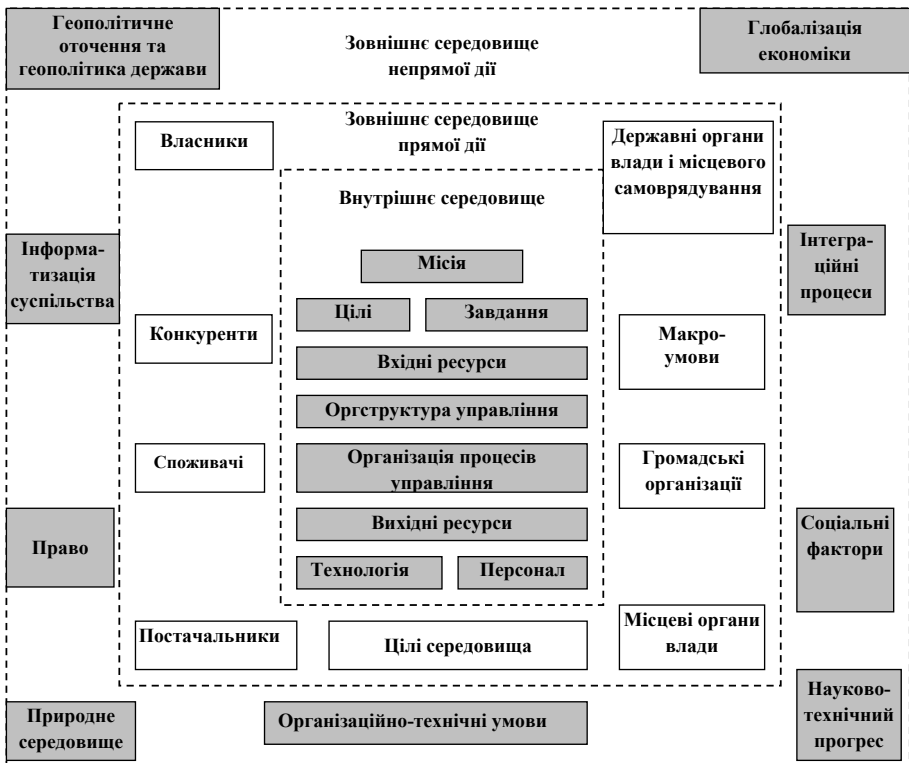 Геополітичне
оточення та
геополітика держави
Зовнішнє середовище
непрямої дії
Глобалізація
економіки
Зовнішнє середовище
прямої дії
Власники
Державні органи
влади і місцевого
самоврядування
Внутрішнє середовище
Інформа-
тизація
суспільства
Місія
Інтегра-
ційні
процеси
Цілі
Завдання
Конкуренти
Макро-
умови
Вхідні ресурси
Оргструктура управління
Споживачі
Організація процесів
управління
Громадські
організації
Право
Вихідні ресурси
Соціальні
фактори
Технологія
Персонал
Постачальники
Цілі середовища
Місцеві органи
влади
Природне
середовище
Організаційно-технічні умови
Науково-
технічний
прогрес